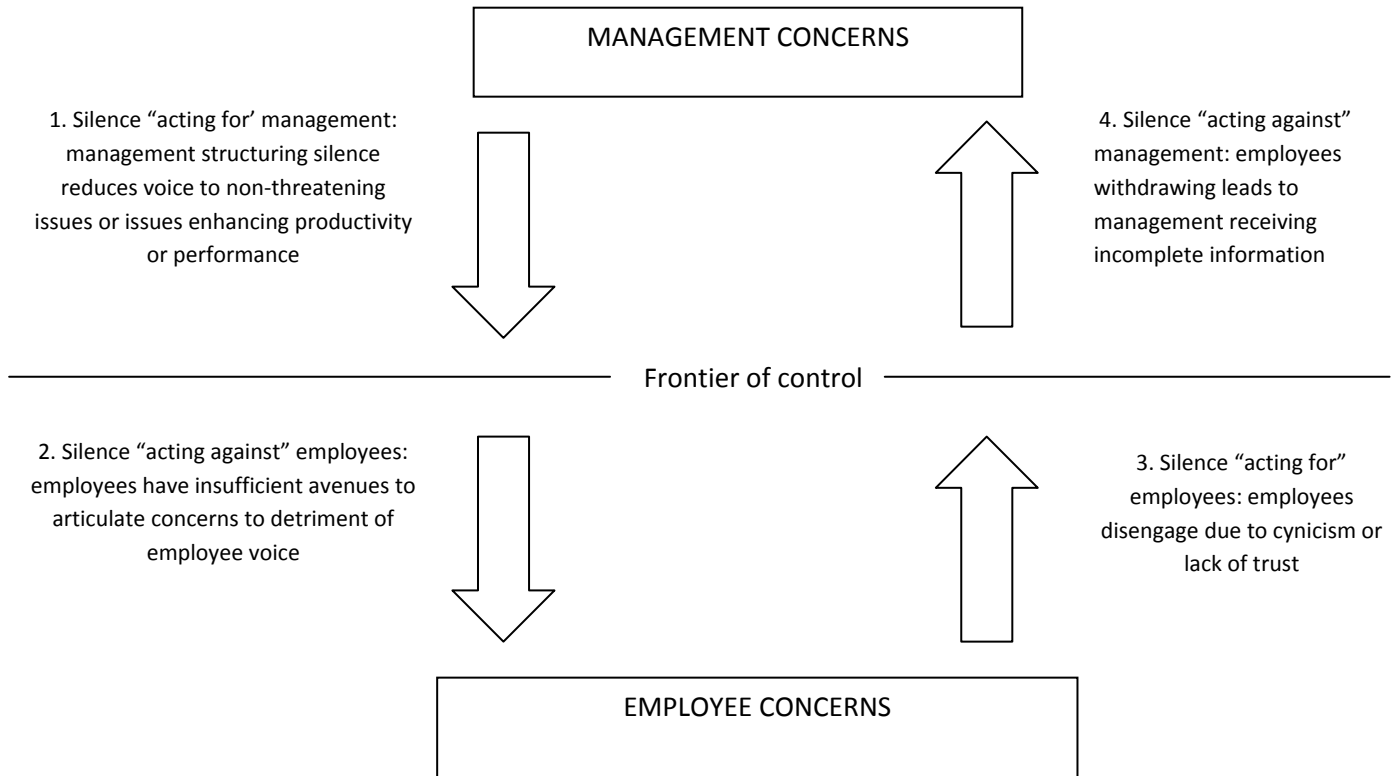 MANAGEMENT CONCERNS
1. Silence “acting for’ management:
management structuring silence
reduces voice to non-threatening
issues or issues enhancing productivity
or performance
4. Silence “acting against”
management: employees
withdrawing leads to
management receiving
incomplete information
Frontier of control
2. Silence “acting against” employees:
employees have insufficient avenues to
articulate concerns to detriment of
employee voice
3. Silence “acting for”
employees: employees
disengage due to cynicism or
lack of trust
EMPLOYEE CONCERNS